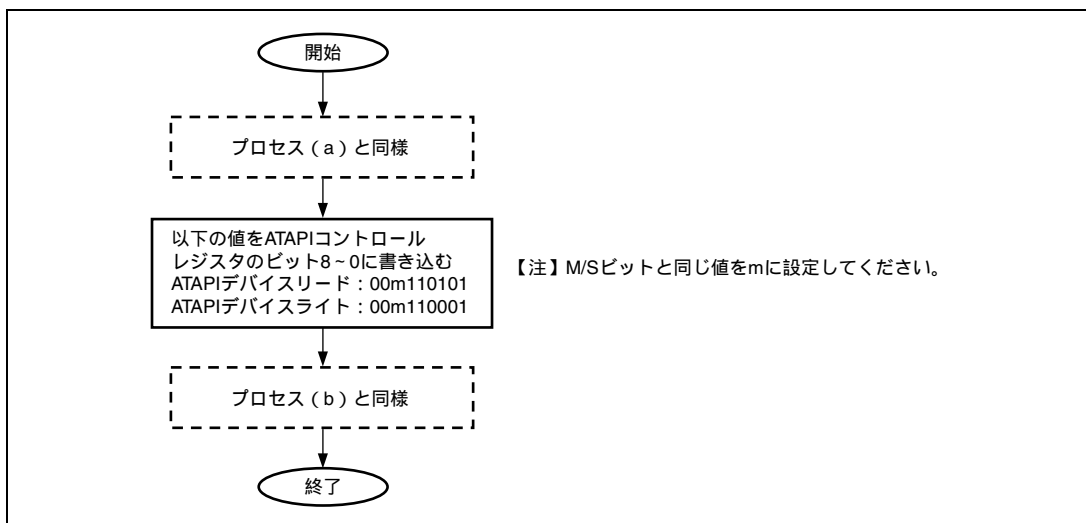 開始
プロセス（a）と同様
以下の値をATAPIコントロール
レジスタのビット8～0に書き込む
ATAPIデバイスリード：00m110101
ATAPIデバイスライト：00m110001
【注】M/Sビットと同じ値をmに設定してください。
プロセス（b）と同様
終了